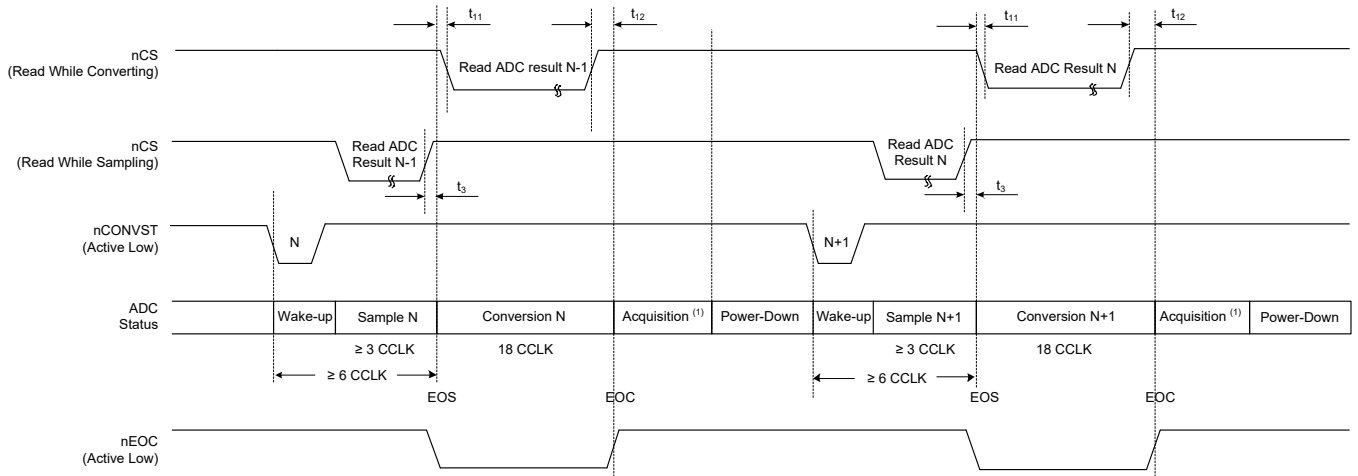 t11 t12 t11 t12
nCS
(Read While Converting)
Read ADC result N-1
Read ADC Result N
nCS
(Read While Sampling)
Read ADC
Result N-1
Read ADC
Result N
t3 t3
nCONVST
(Active Low)
N
N+1
ADC
Status
Wake-up Sample N Conversion N Acquisition (1) Power-Down Wake-up Sample N+1 Conversion N+1 Acquisition (1) Power-Down
≥ 3 CCLK 18 CCLK ≥ 3 CCLK 18 CCLK
≥ 6 CCLK ≥ 6 CCLK
EOS EOC EOS EOC
nEOC
(Active Low)